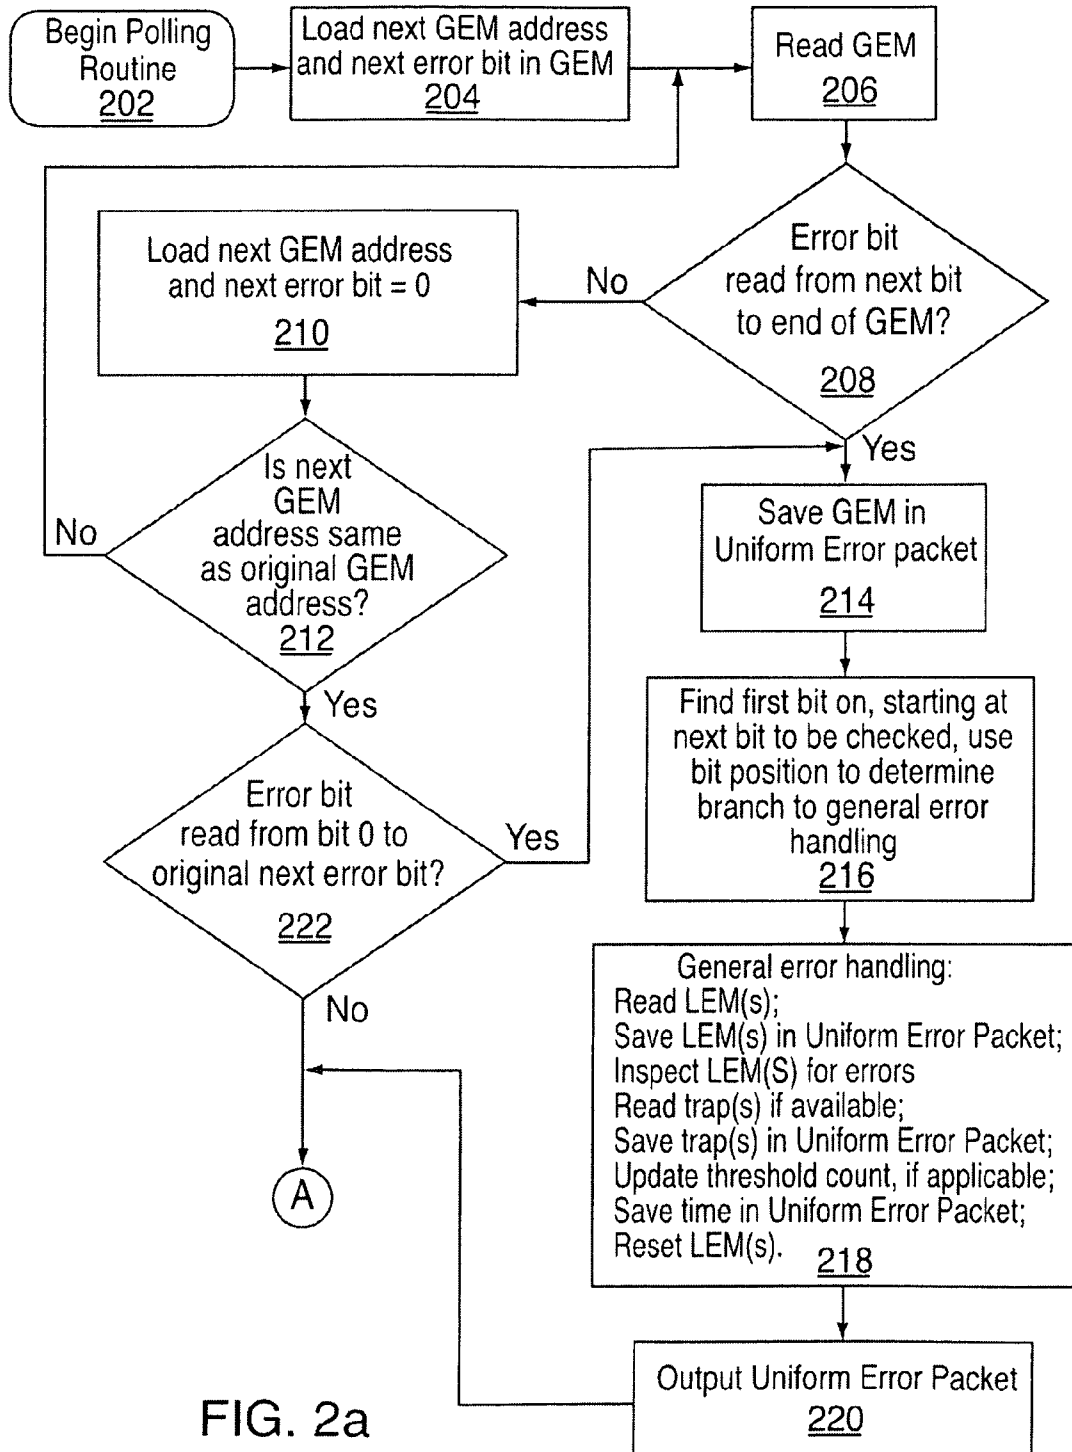 Begin Polling
Routine
202
Load next GEM address
and next error bit in GEM
204
Read GEM
206
Error bit
read from next bit
to end of GEM?
208
No
Yes
Load next GEM address
and next error bit = 0
210
Is next
GEM
address same
as original GEM
address?
212
No
Yes
Error bit
read from bit 0 to
original next error bit?
222
Yes
No
A
Save GEM in
Uniform Error packet
214
Find first bit on, starting at
next bit to be checked, use
bit position to determine
branch to general error
handling
216
General error handling:
Read LEM(s);
Save LEM(s) in Uniform Error Packet;
Inspect LEM(S) for errors
Read trap(s) if available;
Save trap(s) in Uniform Error Packet;
Update threshold count, if applicable;
Save time in Uniform Error Packet;
Reset LEM(s).
218
Output Uniform Error Packet
220
FIG. 2a